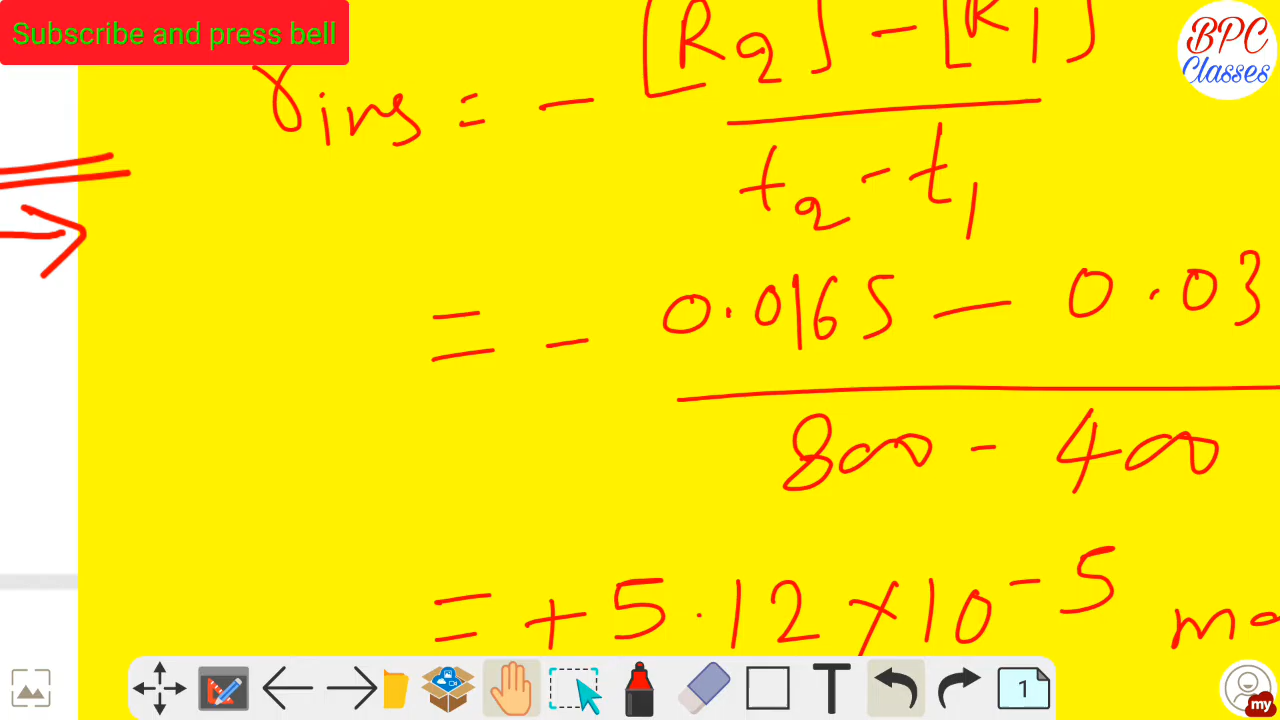 Subscribe and press bell
BPC
Classes
[R2] - [R1]
rins = -
t2 - t1
= - 0.0165 - 0.03
800 - 400
= + 5.12 × 10-5 mo
1
my